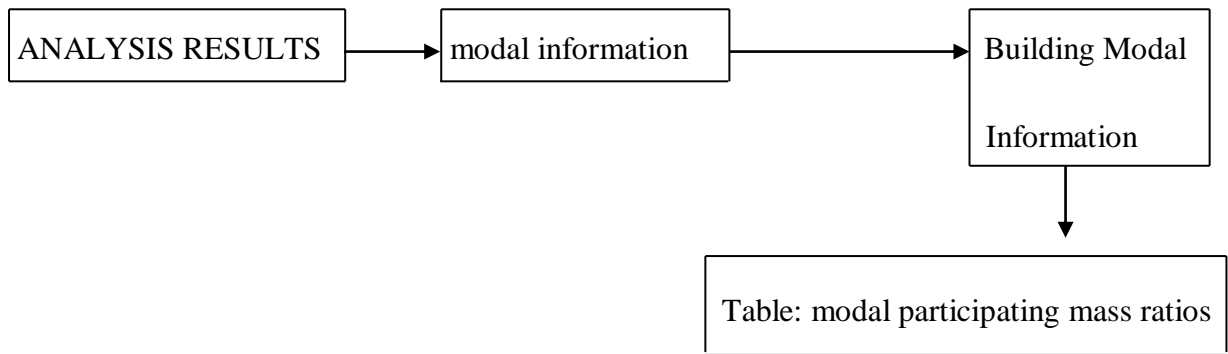 ANALYSIS RESULTS
modal information
Building Modal
Information
Table: modal participating mass ratios